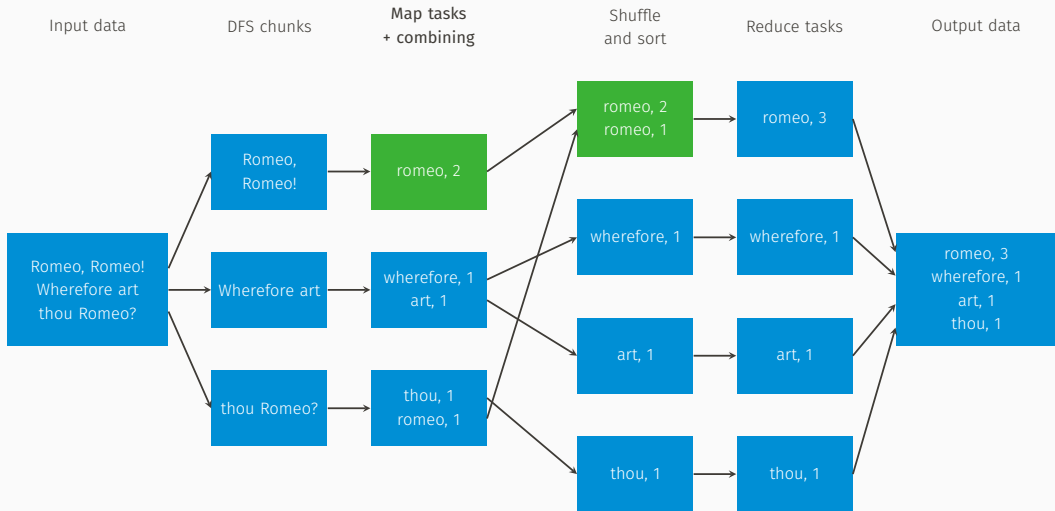 Input data
DFS chunks
Map tasks
+ combining
Shuffle
and sort
Reduce tasks
Output data
Romeo, Romeo!
Wherefore art
thou Romeo?
Romeo,
Romeo!
Wherefore art
thou Romeo?
romeo, 2
wherefore, 1
art, 1
thou, 1
romeo, 1
romeo, 2
romeo, 1
wherefore, 1
art, 1
thou, 1
romeo, 3
wherefore, 1
art, 1
thou, 1
romeo, 3
wherefore, 1
art, 1
thou, 1